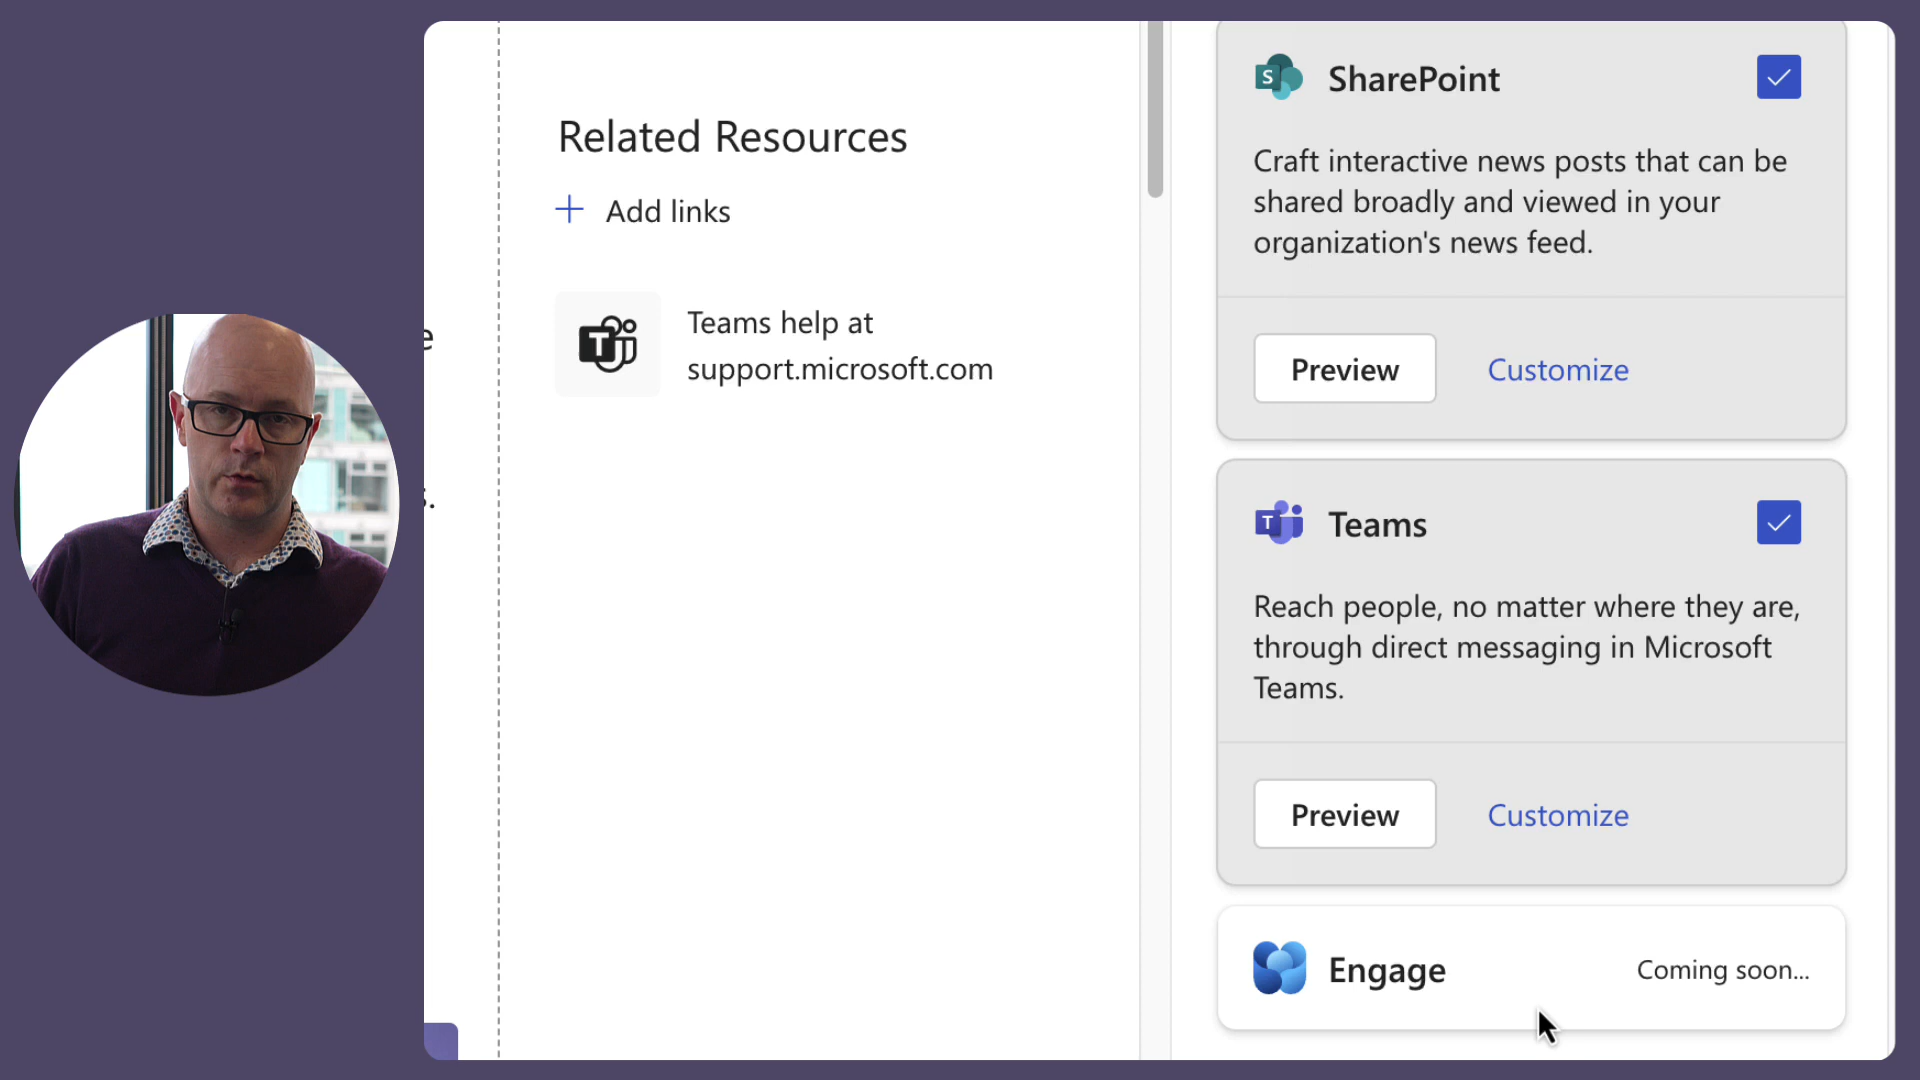 e
s.
Related Resources
Add links
T
Teams help at
support.microsoft.com
S
SharePoint
Craft interactive news posts that can be
shared broadly and viewed in your
organization's news feed.
Preview
Customize
T
Teams
Reach people, no matter where they are,
through direct messaging in Microsoft
Teams.
Preview
Customize
Engage
Coming soon...